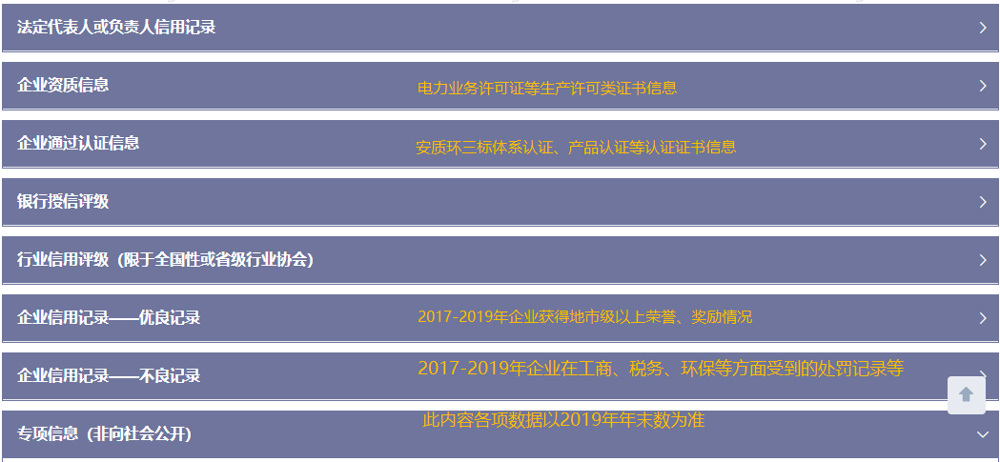 法定代表人或负责人信用记录
企业资质信息 电力业务许可证等生产许可类证书信息
企业通过认证信息 安质环三标体系认证、产品认证等认证证书信息
银行授信评级
行业信用评级（限于全国性或省级行业协会）
企业信用记录——优良记录 2017-2019年企业获得地市级以上荣誉、奖励情况
企业信用记录——不良记录 2017-2019年企业在工商、税务、环保等方面受到的处罚记录等
专项信息（非向社会公开） 此内容各项数据以2019年年末数为准